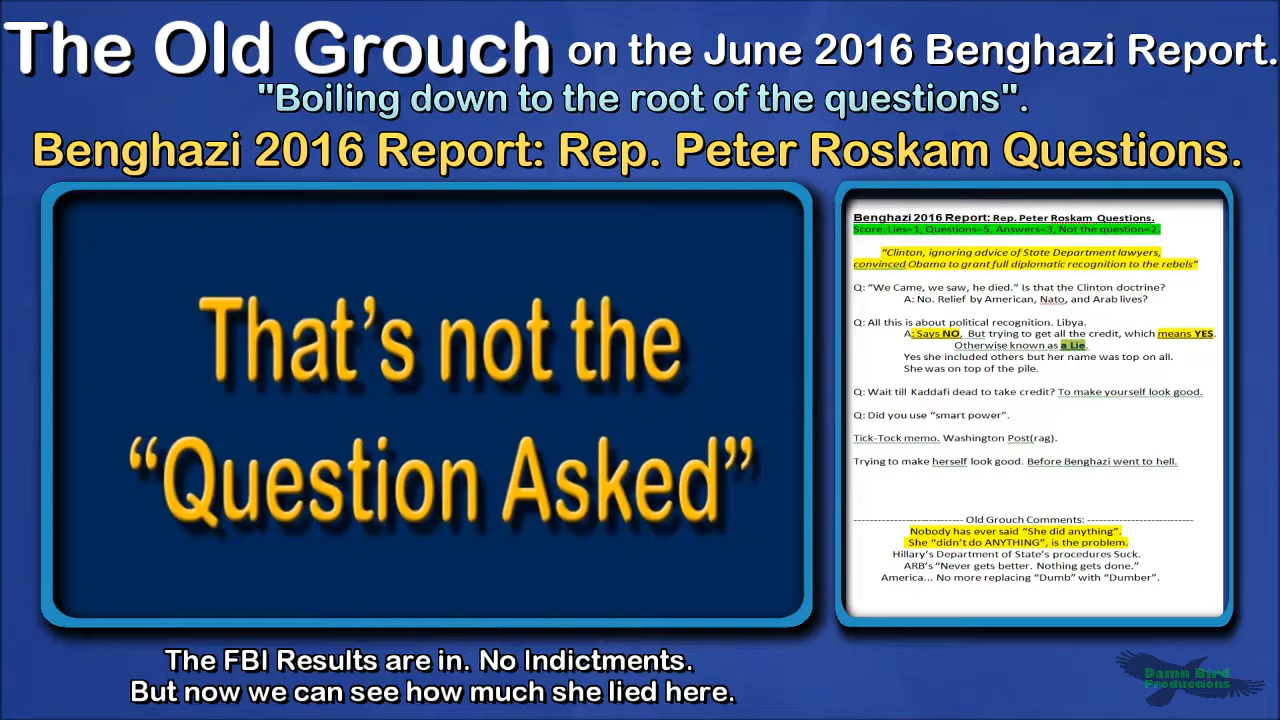 The Old Grouch on the June 2016 Benghazi Report.
"Boiling down to the root of the questions".
Benghazi 2016 Report: Rep. Peter Roskam Questions.
That's not the
“Question Asked”
Benghazi 2016 Report: Rep. Peter Roskam Questions.
Score: Lies=1, Questions=5, Answers=3, Not the question=2.
“Clinton, ignoring advice of State Department lawyers,
convinced Obama to grant full diplomatic recognition to the rebels”
Q: “We Came, we saw, he died.” Is that the Clinton doctrine?
A: No. Relief by American, Nato, and Arab lives?
Q: All this is about political recognition. Libya.
A: Says NO, But trying to get all the credit, which means YES.
Otherwise known as a Lie.
Yes she included others but her name was top on all.
She was on top of the pile.
Q: Wait till Kaddafi dead to take credit? To make yourself look good.
Q: Did you use “smart power”.
Tick-Tock memo. Washington Post(rag).
Trying to make herself look good. Before Benghazi went to hell.
---------------------------- Old Grouch Comments: ---------------------------
Nobody has ever said “She did anything”.
She “didn’t do ANYTHING”, is the problem.
Hillary’s Department of State’s procedures Suck.
ARB’s “Never gets better. Nothing gets done.”
America... No more replacing “Dumb” with “Dumber”.
The FBI Results are in. No Indictments.
But now we can see how much she lied here.
Damn Bird
Productions